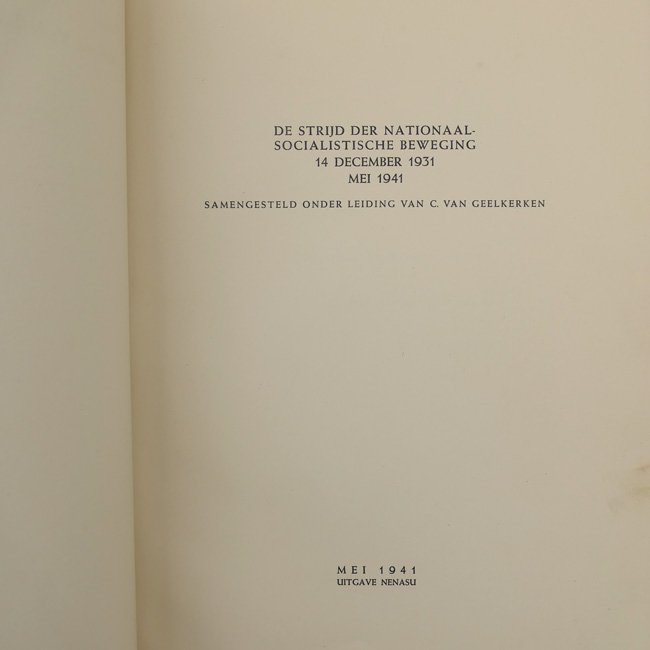 DE STRIJD DER NATIONAAL-
SOCIALISTISCHE BEWEGING
14 DECEMBER 1931
MEI 1941
SAMENGESTELD ONDER LEIDING VAN C. VAN GEELKERKEN
MEI 1941
UITGAVE NENASU